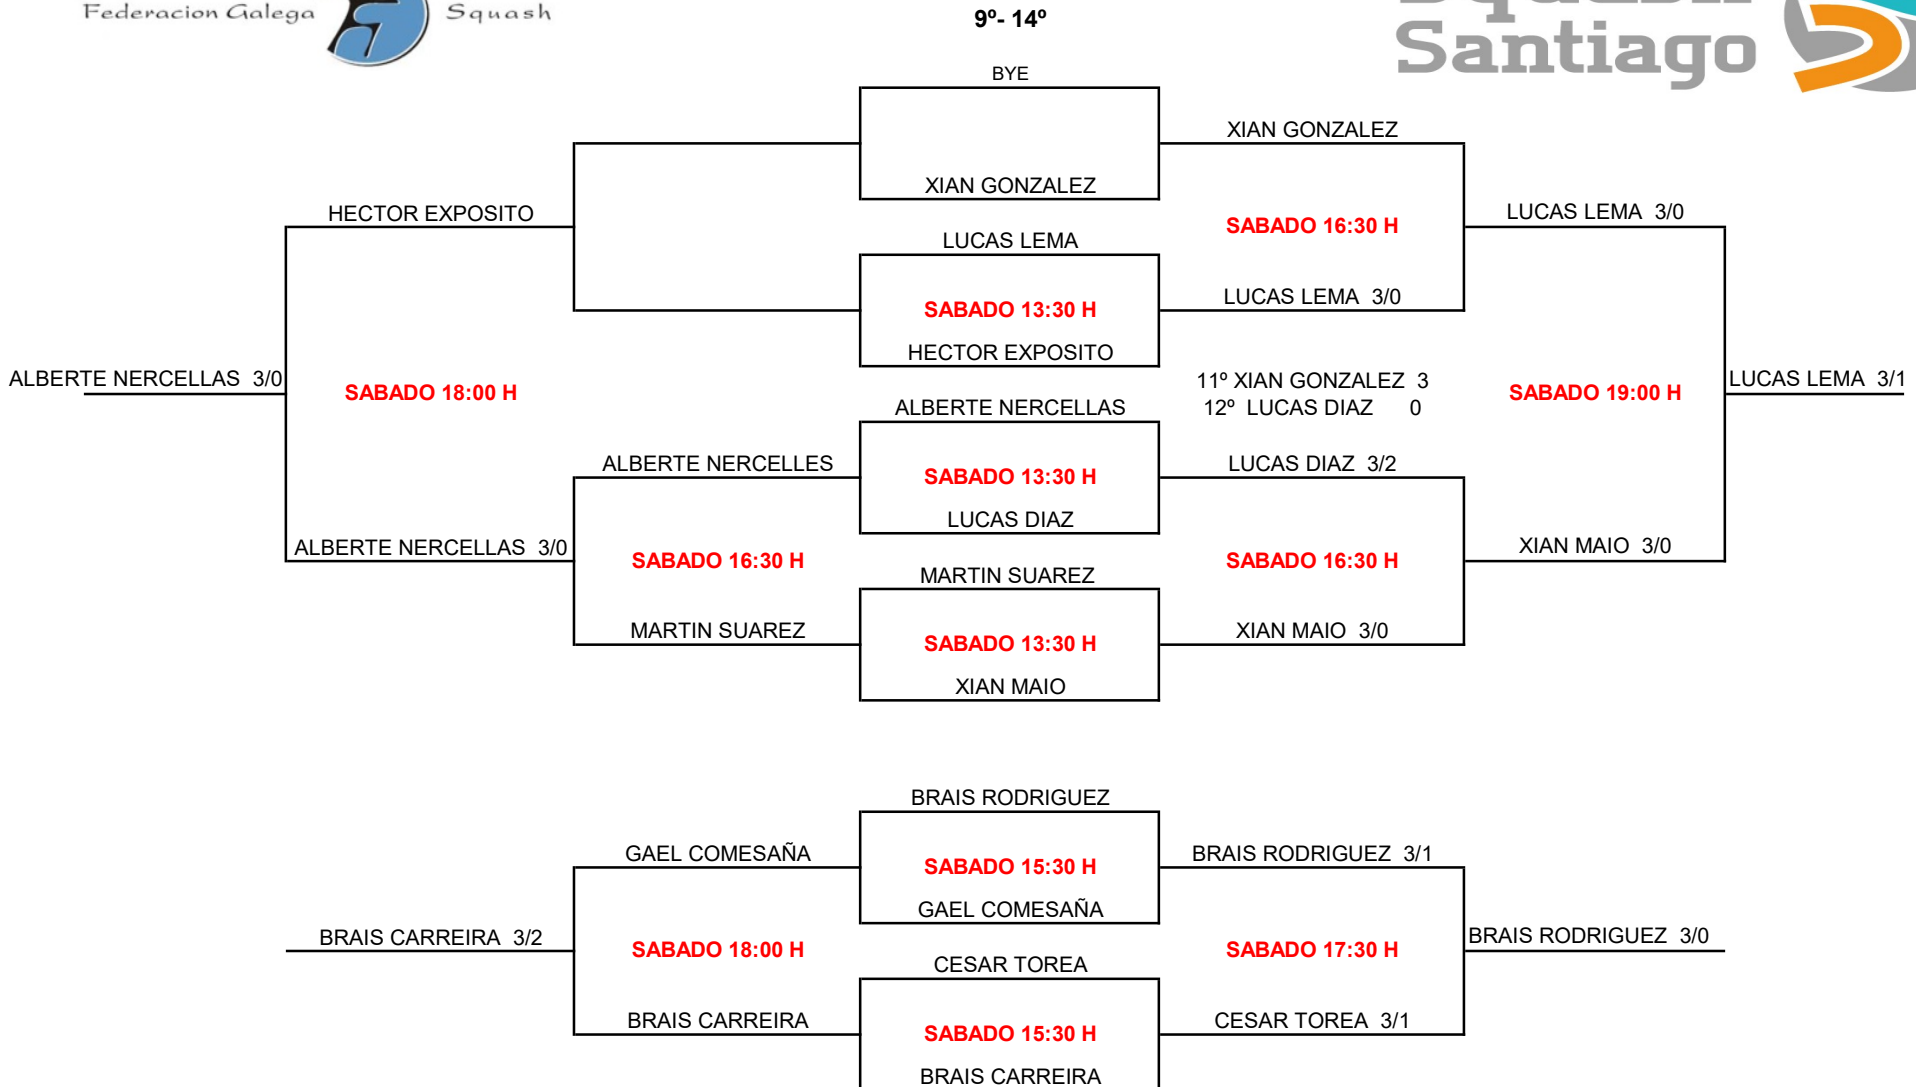 Federacion Galega Squash
9º- 14º
Santiago
BYE
XIAN GONZALEZ
XIAN GONZALEZ
HECTOR EXPOSITO
LUCAS LEMA 3/0
SABADO 16:30 H
LUCAS LEMA
LUCAS LEMA 3/0
SABADO 13:30 H
HECTOR EXPOSITO
ALBERTE NERCELLAS 3/0
SABADO 18:00 H
11º XIAN GONZALEZ 3
12º LUCAS DIAZ 0
SABADO 19:00 H
LUCAS LEMA 3/1
ALBERTE NERCELLAS
ALBERTE NERCELLES
SABADO 13:30 H
LUCAS DIAZ 3/2
LUCAS DIAZ
ALBERTE NERCELLAS 3/0
SABADO 16:30 H
SABADO 16:30 H
XIAN MAIO 3/0
MARTIN SUAREZ
MARTIN SUAREZ
SABADO 13:30 H
XIAN MAIO 3/0
XIAN MAIO
BRAIS RODRIGUEZ
GAEL COMESAÑA
SABADO 15:30 H
BRAIS RODRIGUEZ 3/1
GAEL COMESAÑA
BRAIS CARREIRA 3/2
SABADO 18:00 H
SABADO 17:30 H
BRAIS RODRIGUEZ 3/0
CESAR TOREA
BRAIS CARREIRA
SABADO 15:30 H
CESAR TOREA 3/1
BRAIS CARREIRA